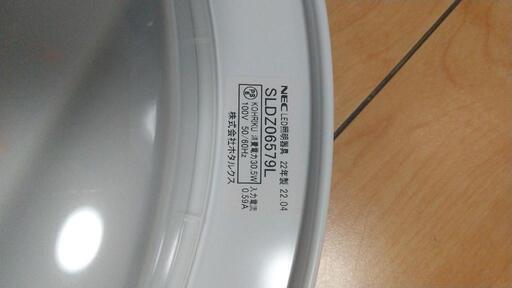 NEC LED照明器具 22年製 22.04
SLDZ06579L
PS E KOHRIKU 消費電力30.5W 入力電流
100V 50/60Hz 0.59A
株式会社ホタルクス